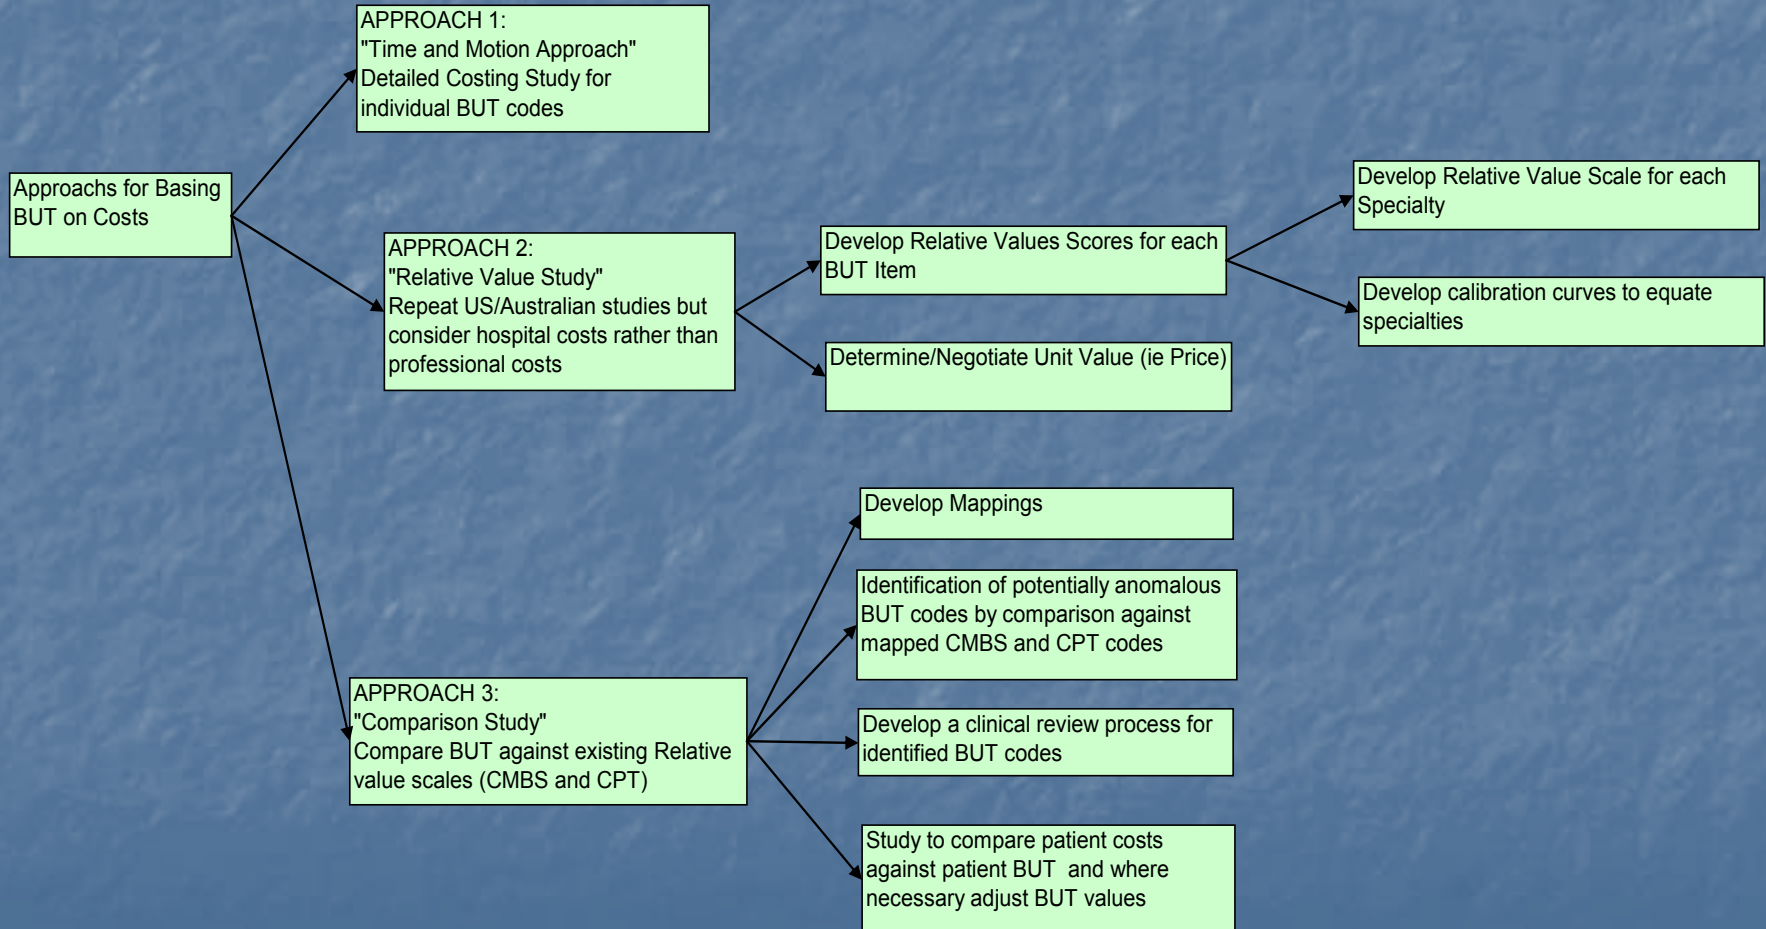 APPROACH 1:
"Time and Motion Approach"
Detailed Costing Study for
individual BUT codes
Approachs for Basing
BUT on Costs
APPROACH 2:
"Relative Value Study"
Repeat US/Australian studies but
consider hospital costs rather than
professional costs
Develop Relative Values Scores for each
BUT Item
Determine/Negotiate Unit Value (ie Price)
Develop Relative Value Scale for each
Specialty
Develop calibration curves to equate
specialties
APPROACH 3:
"Comparison Study"
Compare BUT against existing Relative
value scales (CMBS and CPT)
Develop Mappings
Identification of potentially anomalous
BUT codes by comparison against
mapped CMBS and CPT codes
Develop a clinical review process for
identified BUT codes
Study to compare patient costs
against patient BUT  and where
necessary adjust BUT values